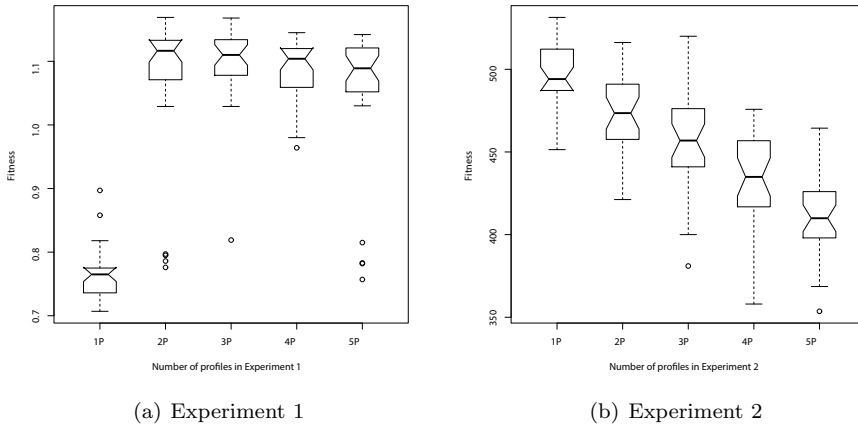 Fitness
1.1
1.0
0.9
0.8
0.7
1P 2P 3P 4P 5P
Number of profiles in Experiment 1
(a) Experiment 1
Fitness
500
450
400
350
1P 2P 3P 4P 5P
Number of profiles in Experiment 2
(b) Experiment 2